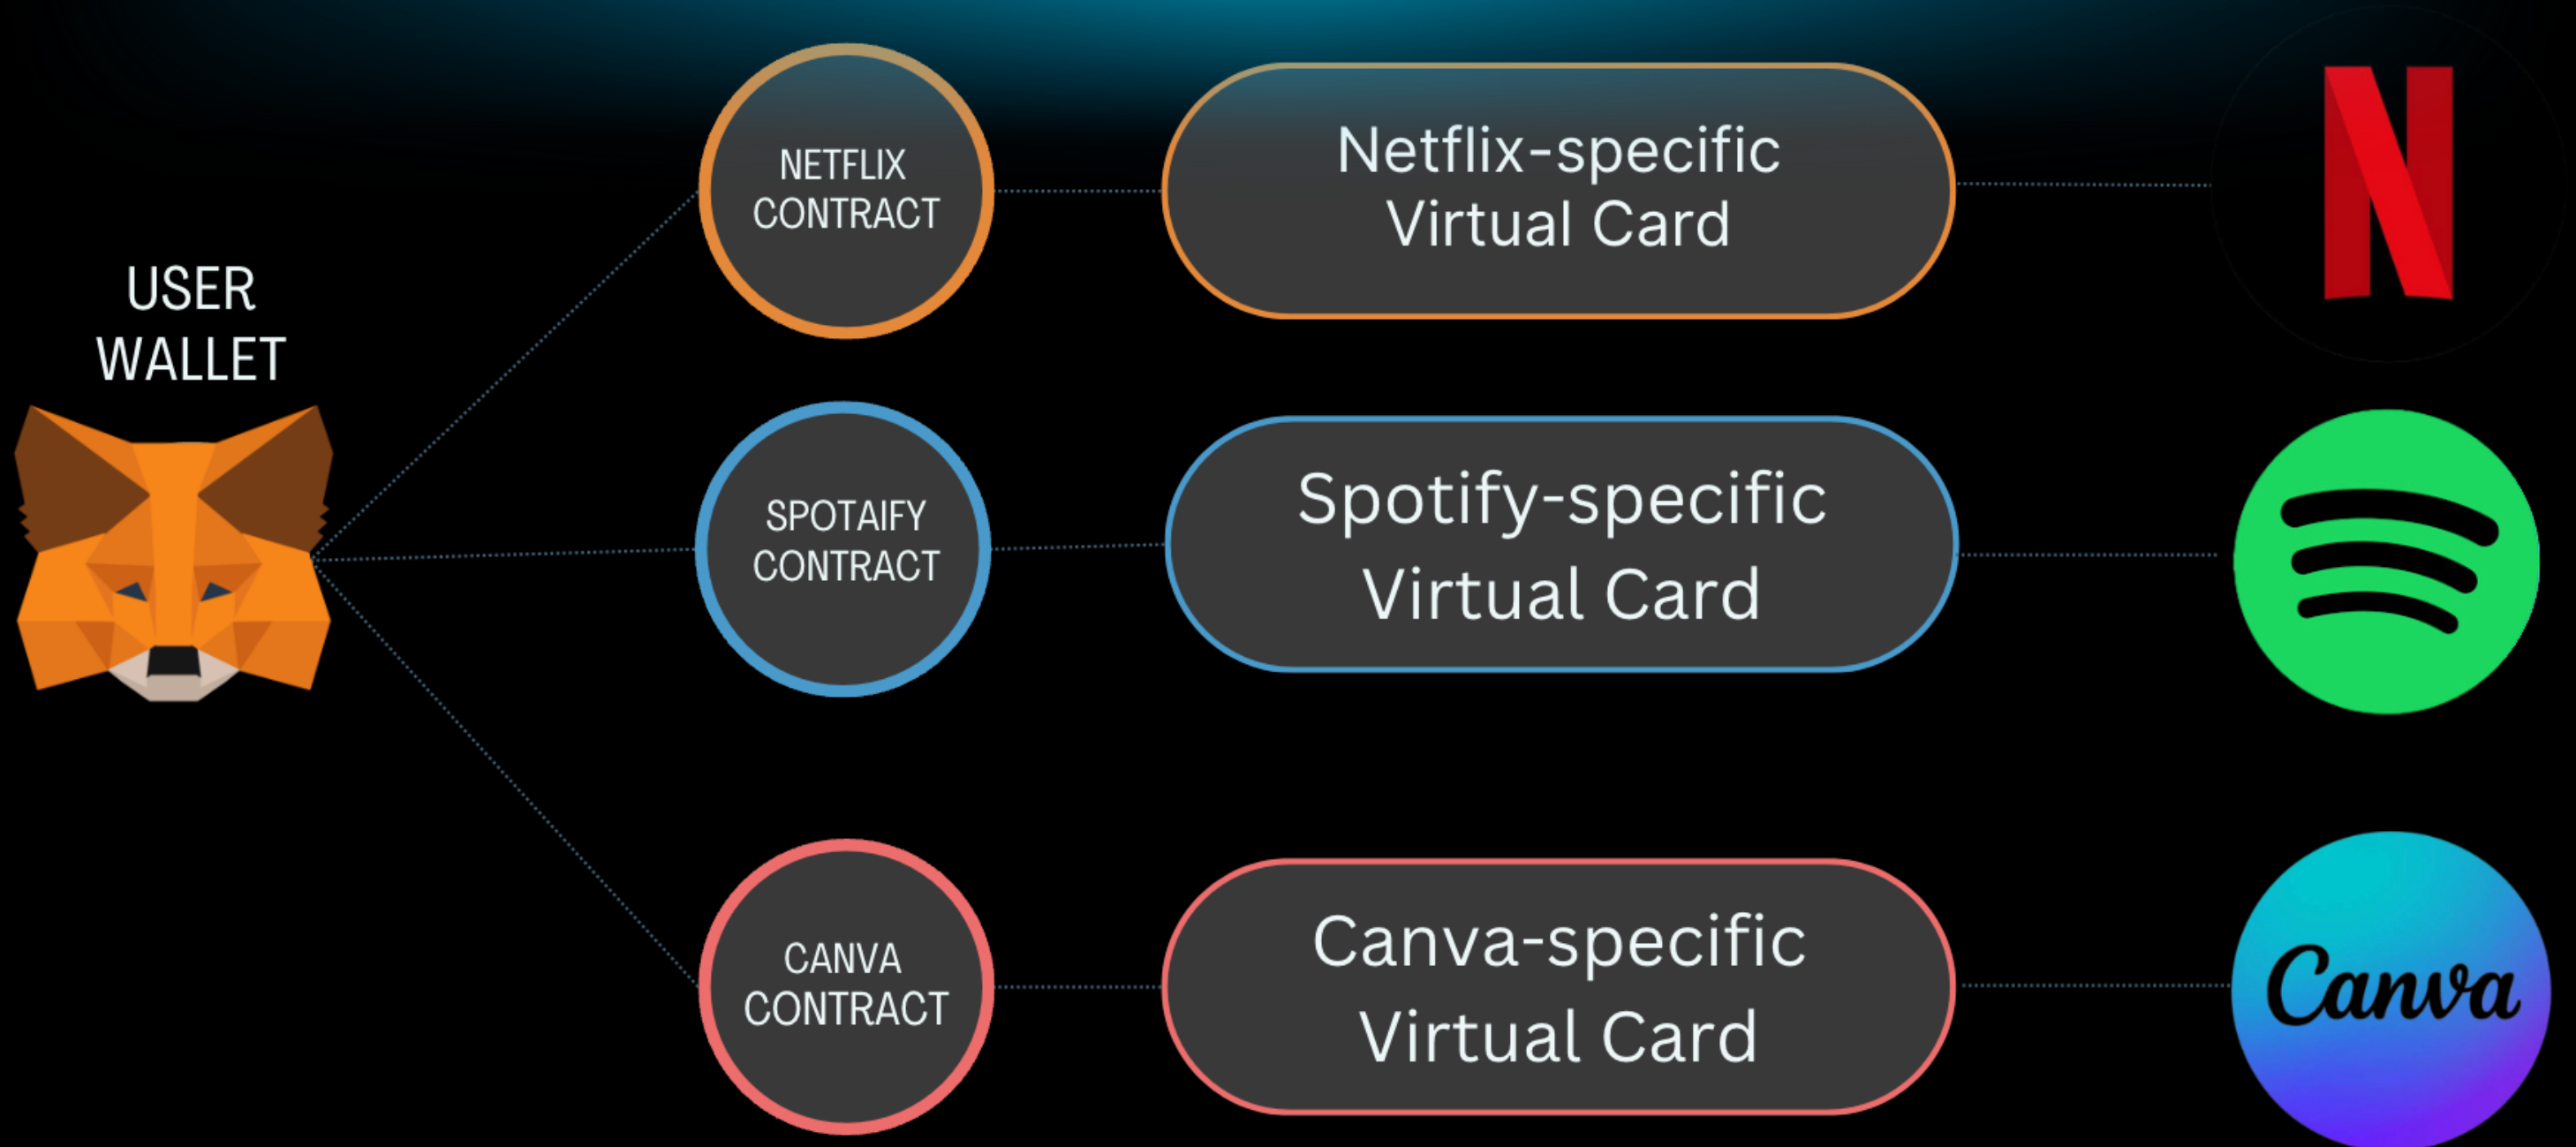 USER
WALLET
NETFLIX
CONTRACT
Netflix-specific
Virtual Card
N
SPOTAIFY
CONTRACT
Spotify-specific
Virtual Card
CANVA
CONTRACT
Canva-specific
Virtual Card
Canva